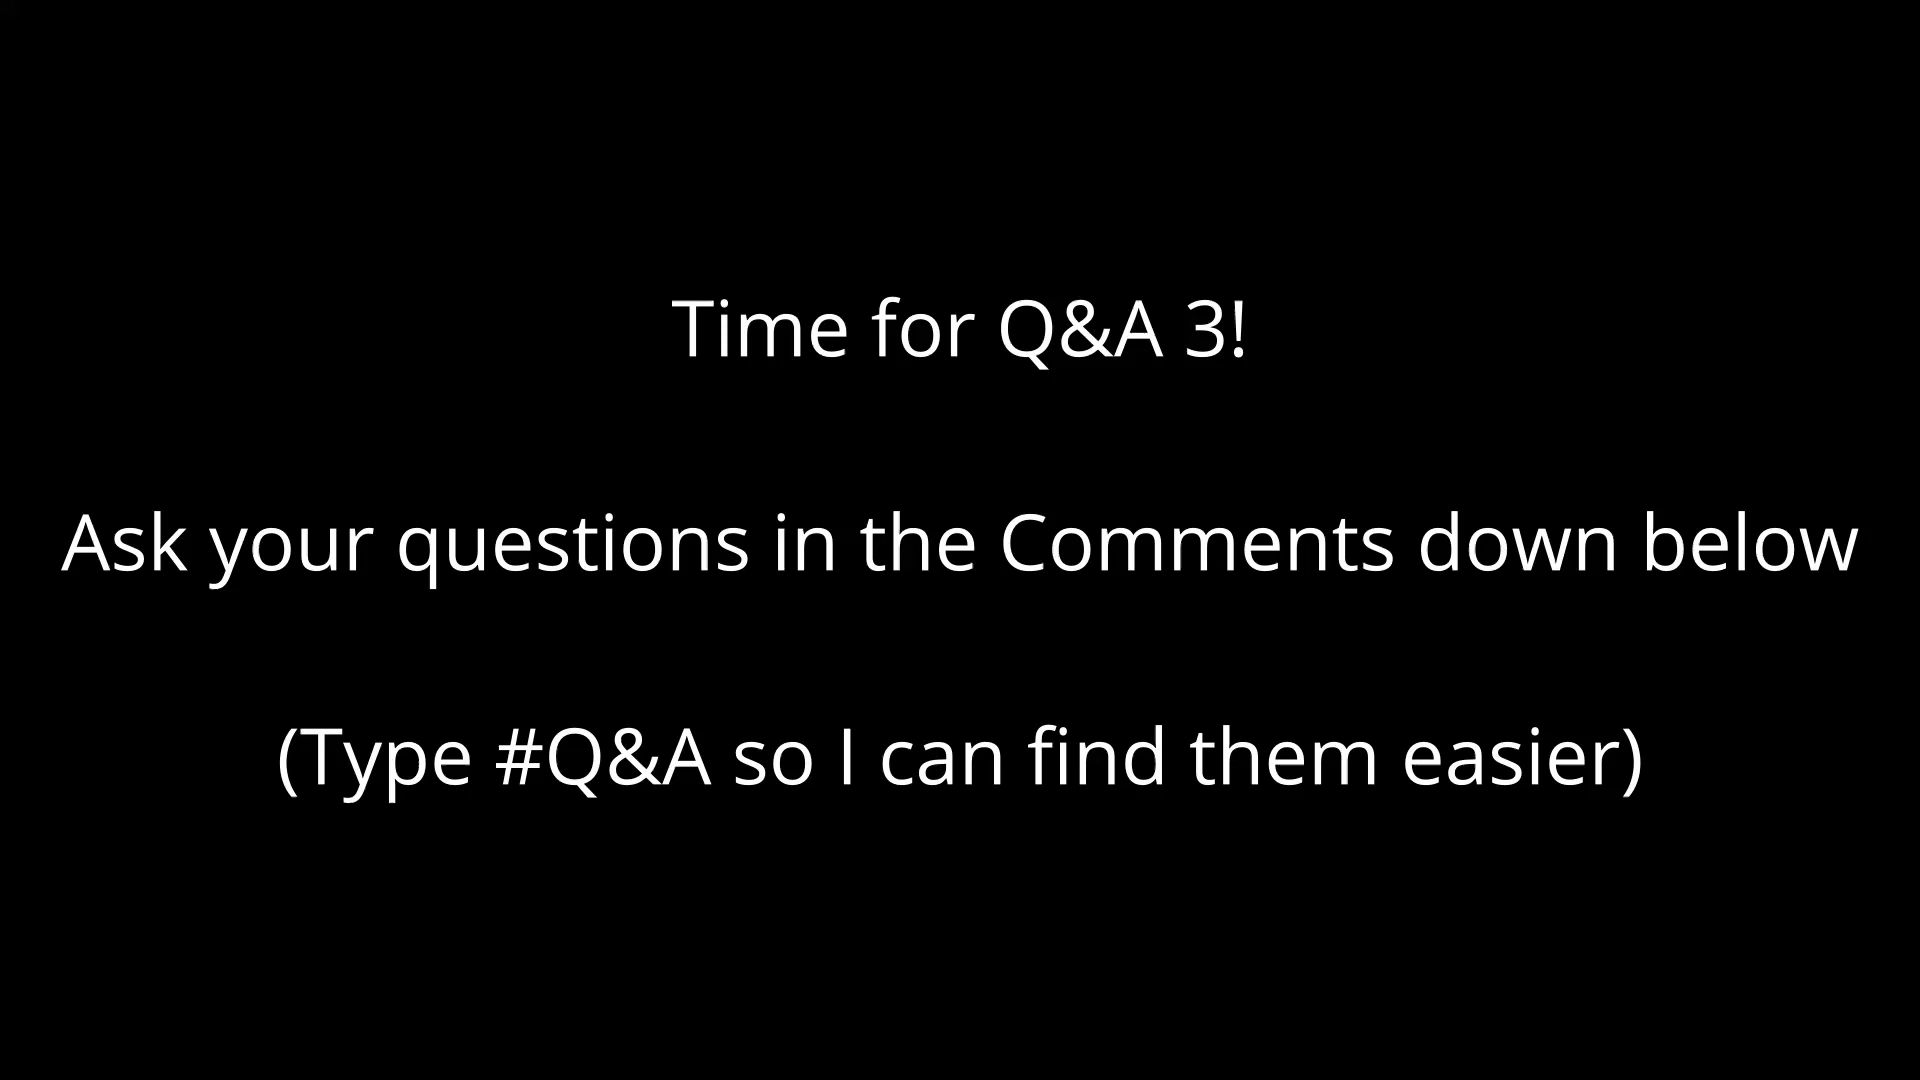 Time for Q&A 3!
Ask your questions in the Comments down below
(Type #Q&A so I can find them easier)